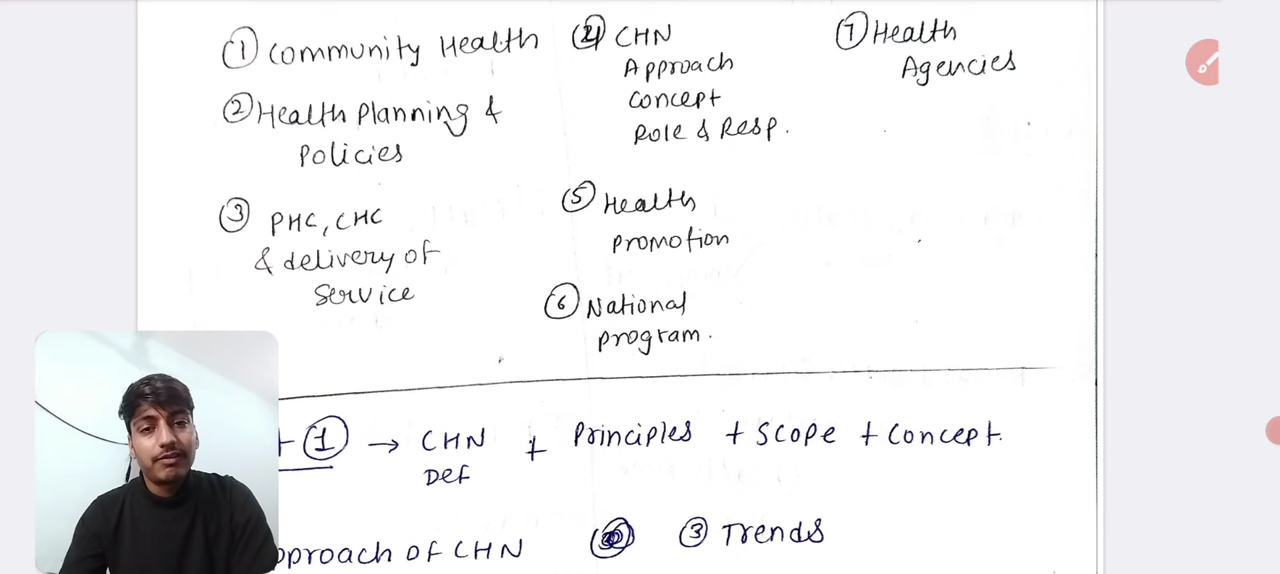 ① Community Health
② Health Planning &
Policies
③ PHC, CHC
& delivery of
Service
④ CHN
Approach
Concept
Role & Resp.
⑤ Health
Promotion
⑥ National
Program.
⑦ Health
Agencies
① → CHN + Principles + Scope + Concept.
Def
pproach of CHN ③ Trends